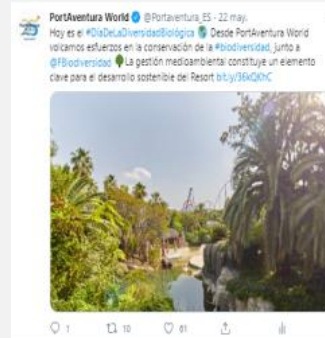 PortAventura World @Portaventura_ES · 22 may.
Hoy es el #DíaDeLaDiversidadBiológica Desde PortAventura World
volcamos esfuerzos en la conservación de la #biodiversidad, junto a
@FBiodiversidad La gestión medioambiental constituye un elemento
clave para el desarrollo sostenible del Resort
1 10 61